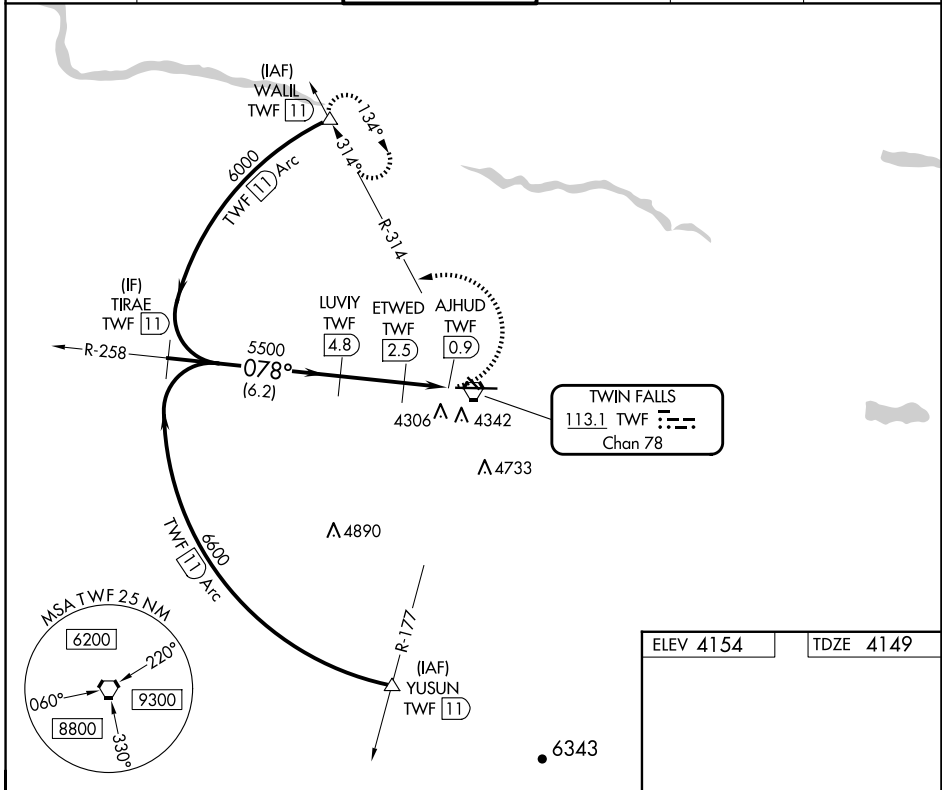 (IAF)
WALIL
TWF 11
134°
314°
6000
TWF 11 Arc
R-314
(IF)
TIRAE
TWF 11
LUVIY
TWF
4.8
ETWED
TWF
2.5
AJHUD
TWF
0.9
R-258
5500
078°
(6.2)
4306
4342
TWIN FALLS
113.1 TWF
Chan 78
4733
4890
6600
TWF 11 Arc
R-177
(IAF)
YUSUN
TWF 11
MSA TWF 25 NM
6200
220°
060°
9300
8800
330°
6343
ELEV 4154
TDZE 4149